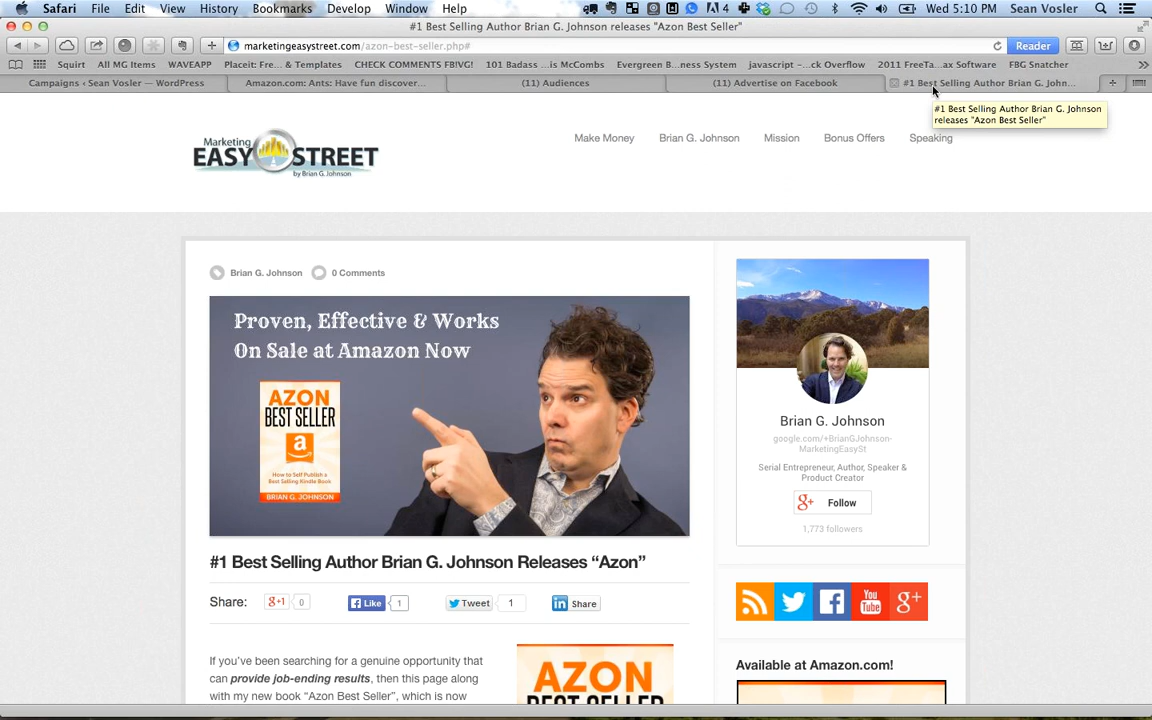 Safari File Edit View History Bookmarks Develop Window Help 4 Wed 5:10 PM Sean Vosler
#1 Best Selling Author Brian G. Johnson releases "Azon Best Seller"
marketingeasystreet.com/azon-best-seller.php# Reader
Squirt All MG Items WAVEAPP Placeit: Fre... & Templates CHECK COMMENTS FB!VG! 101 Badass ...is McCombs Evergreen B...ness System javascript -...ck Overflow 2011 FreeTa...ax Software FBG Snatcher
Campaigns ‹ Sean Vosler — WordPress Amazon.com: Ants: Have fun discover... (11) Audiences (11) Advertise on Facebook #1 Best Selling Author Brian G. John...
#1 Best Selling Author Brian G. Johnson
releases "Azon Best Seller"
Marketing
EASY STREET
by Brian G. Johnson
Make Money Brian G. Johnson Mission Bonus Offers Speaking
Brian G. Johnson 0 Comments
Proven, Effective & Works
On Sale at Amazon Now
AZON
BEST SELLER
a
How to Self Publish a
Best Selling Kindle Book
BRIAN G. JOHNSON
#1 Best Selling Author Brian G. Johnson Releases “Azon”
Share: g+1 0 Like 1 Tweet 1 in Share
If you've been searching for a genuine opportunity that
can provide job-ending results, then this page along
with my new book “Azon Best Seller”, which is now
AZON
BEST SELLER
Brian G. Johnson
google.com/+BrianGJohnson-
MarketingEasySt
Serial Entrepreneur, Author, Speaker &
Product Creator
g+ Follow
1,773 followers
You
Tube
g+
Available at Amazon.com!